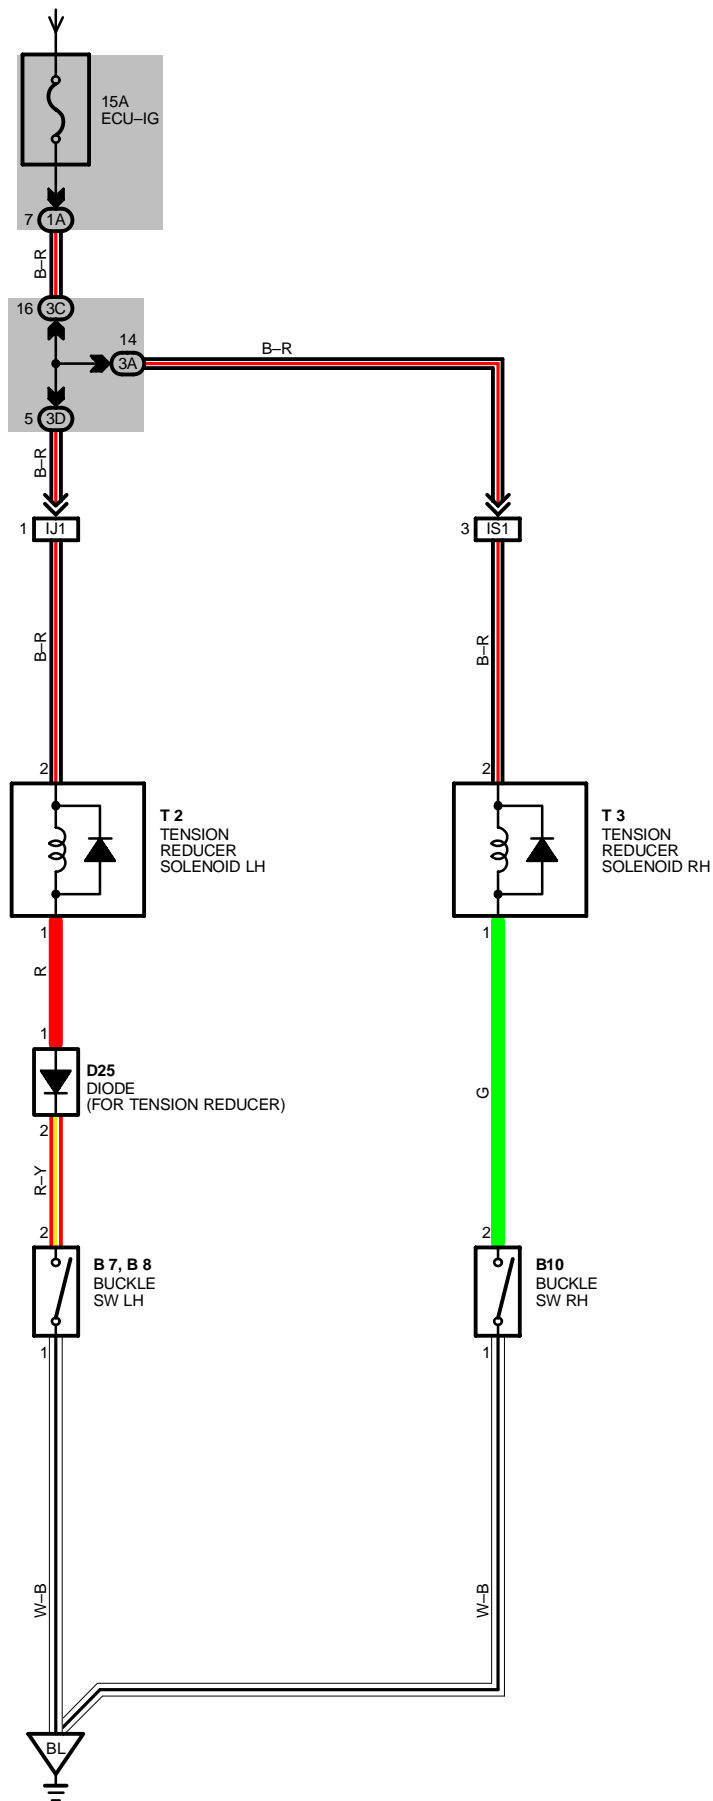 15A
ECU–IG
7 1A
B–R
16 3C
14
3A
B–R
5 3D
B–R
1 IJ1
3 IS1
B–R
B–R
2
2
T 2
TENSION
REDUCER
SOLENOID LH
T 3
TENSION
REDUCER
SOLENOID RH
1
1
R
1
D25
DIODE
(FOR TENSION REDUCER)
G
2
R–Y
2
2
B 7, B 8
BUCKLE
SW LH
B10
BUCKLE
SW RH
1
1
W–B
W–B
BL